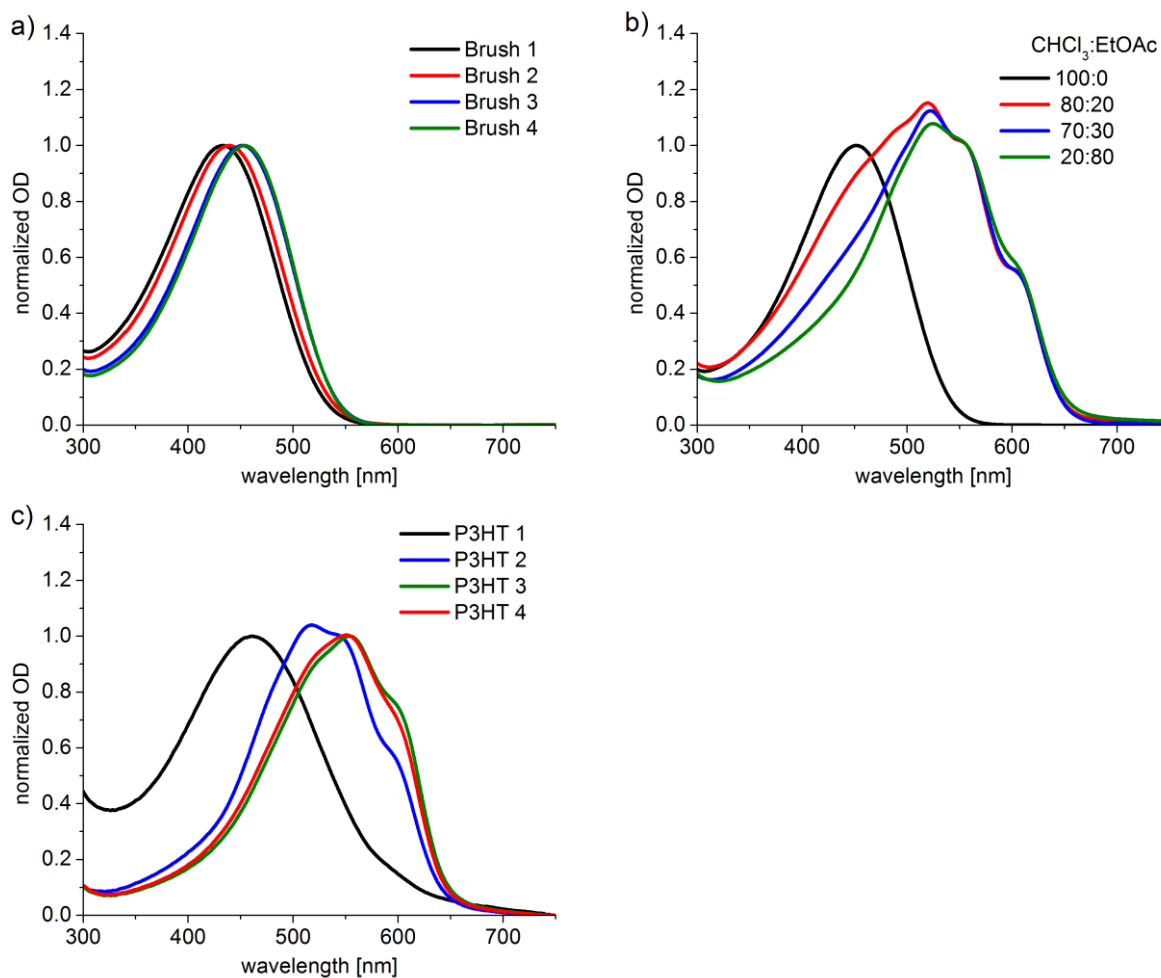 a)
1.4
1.2
1.0
0.8
0.6
0.4
0.2
0.0
normalized OD
300 400 500 600 700
wavelength [nm]
Brush 1
Brush 2
Brush 3
Brush 4
b)
1.4
1.2
1.0
0.8
0.6
0.4
0.2
0.0
normalized OD
300 400 500 600 700
wavelength [nm]
CHCl₃:EtOAc
100:0
80:20
70:30
20:80
c)
1.4
1.2
1.0
0.8
0.6
0.4
0.2
0.0
normalized OD
300 400 500 600 700
wavelength [nm]
P3HT 1
P3HT 2
P3HT 3
P3HT 4